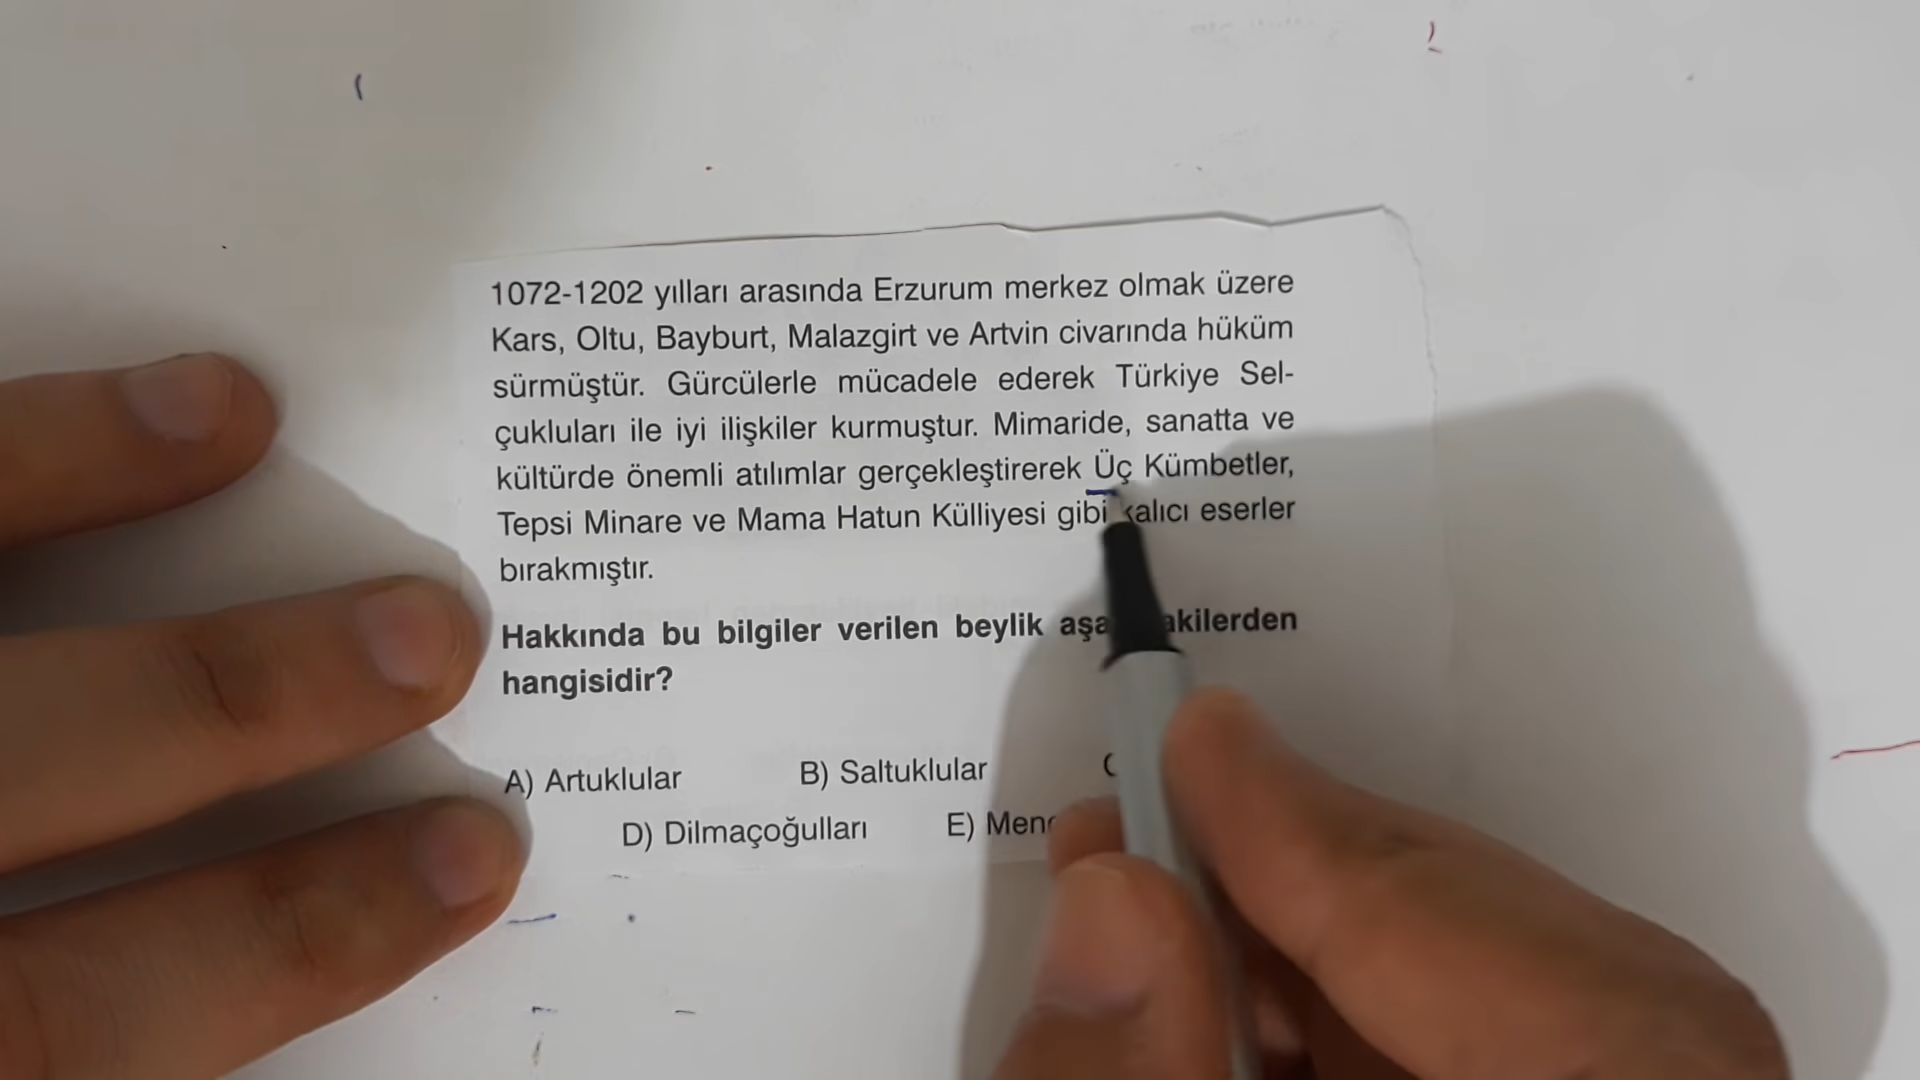 1072-1202 yılları arasında Erzurum merkez olmak üzere
Kars, Oltu, Bayburt, Malazgirt ve Artvin civarında hüküm
sürmüştür. Gürcülerle mücadele ederek Türkiye Sel-
çukluları ile iyi ilişkiler kurmuştur. Mimaride, sanatta ve
kültürde önemli atılımlar gerçekleştirerek Üç Kümbetler,
Tepsi Minare ve Mama Hatun Külliyesi gibi kalıcı eserler
bırakmıştır.
Hakkında bu bilgiler verilen beylik
hangisidir?
A) Artuklular B) Saltuklular
D) Dilmaçoğulları E)